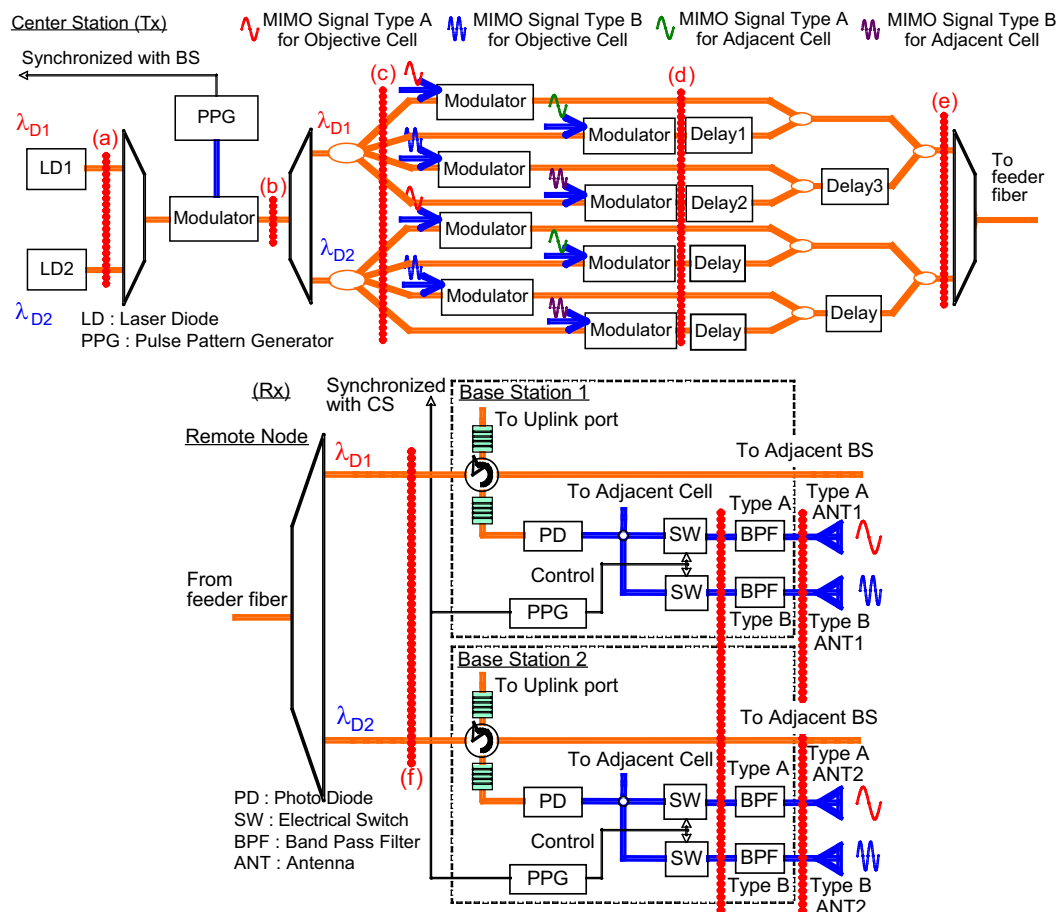 Center Station (Tx)
MIMO Signal Type A
for Objective Cell
MIMO Signal Type B
for Objective Cell
MIMO Signal Type A
for Adjacent Cell
MIMO Signal Type B
for Adjacent Cell
Synchronized with BS
PPG
λD1
(a)
LD1
LD2
λD2
Modulator
(b)
λD1
λD2
(c)
Modulator
Modulator
Modulator
Modulator
Modulator
Modulator
Modulator
Modulator
(d)
Delay1
Delay2
Delay3
Delay
Delay
Delay
(e)
To
feeder
fiber
LD : Laser Diode
PPG : Pulse Pattern Generator
(Rx)
Synchronized
with CS
Remote Node
From
feeder fiber
λD1
λD2
(f)
Base Station 1
To Uplink port
To Adjacent BS
To Adjacent Cell
Type A
Type A
ANT1
PD
SW
BPF
Control
PPG
SW
BPF
Type B
Type B
ANT1
Base Station 2
To Uplink port
To Adjacent BS
To Adjacent Cell
Type A
Type A
ANT2
PD
SW
BPF
Control
PPG
SW
BPF
Type B
Type B
ANT2
PD : Photo Diode
SW : Electrical Switch
BPF : Band Pass Filter
ANT : Antenna